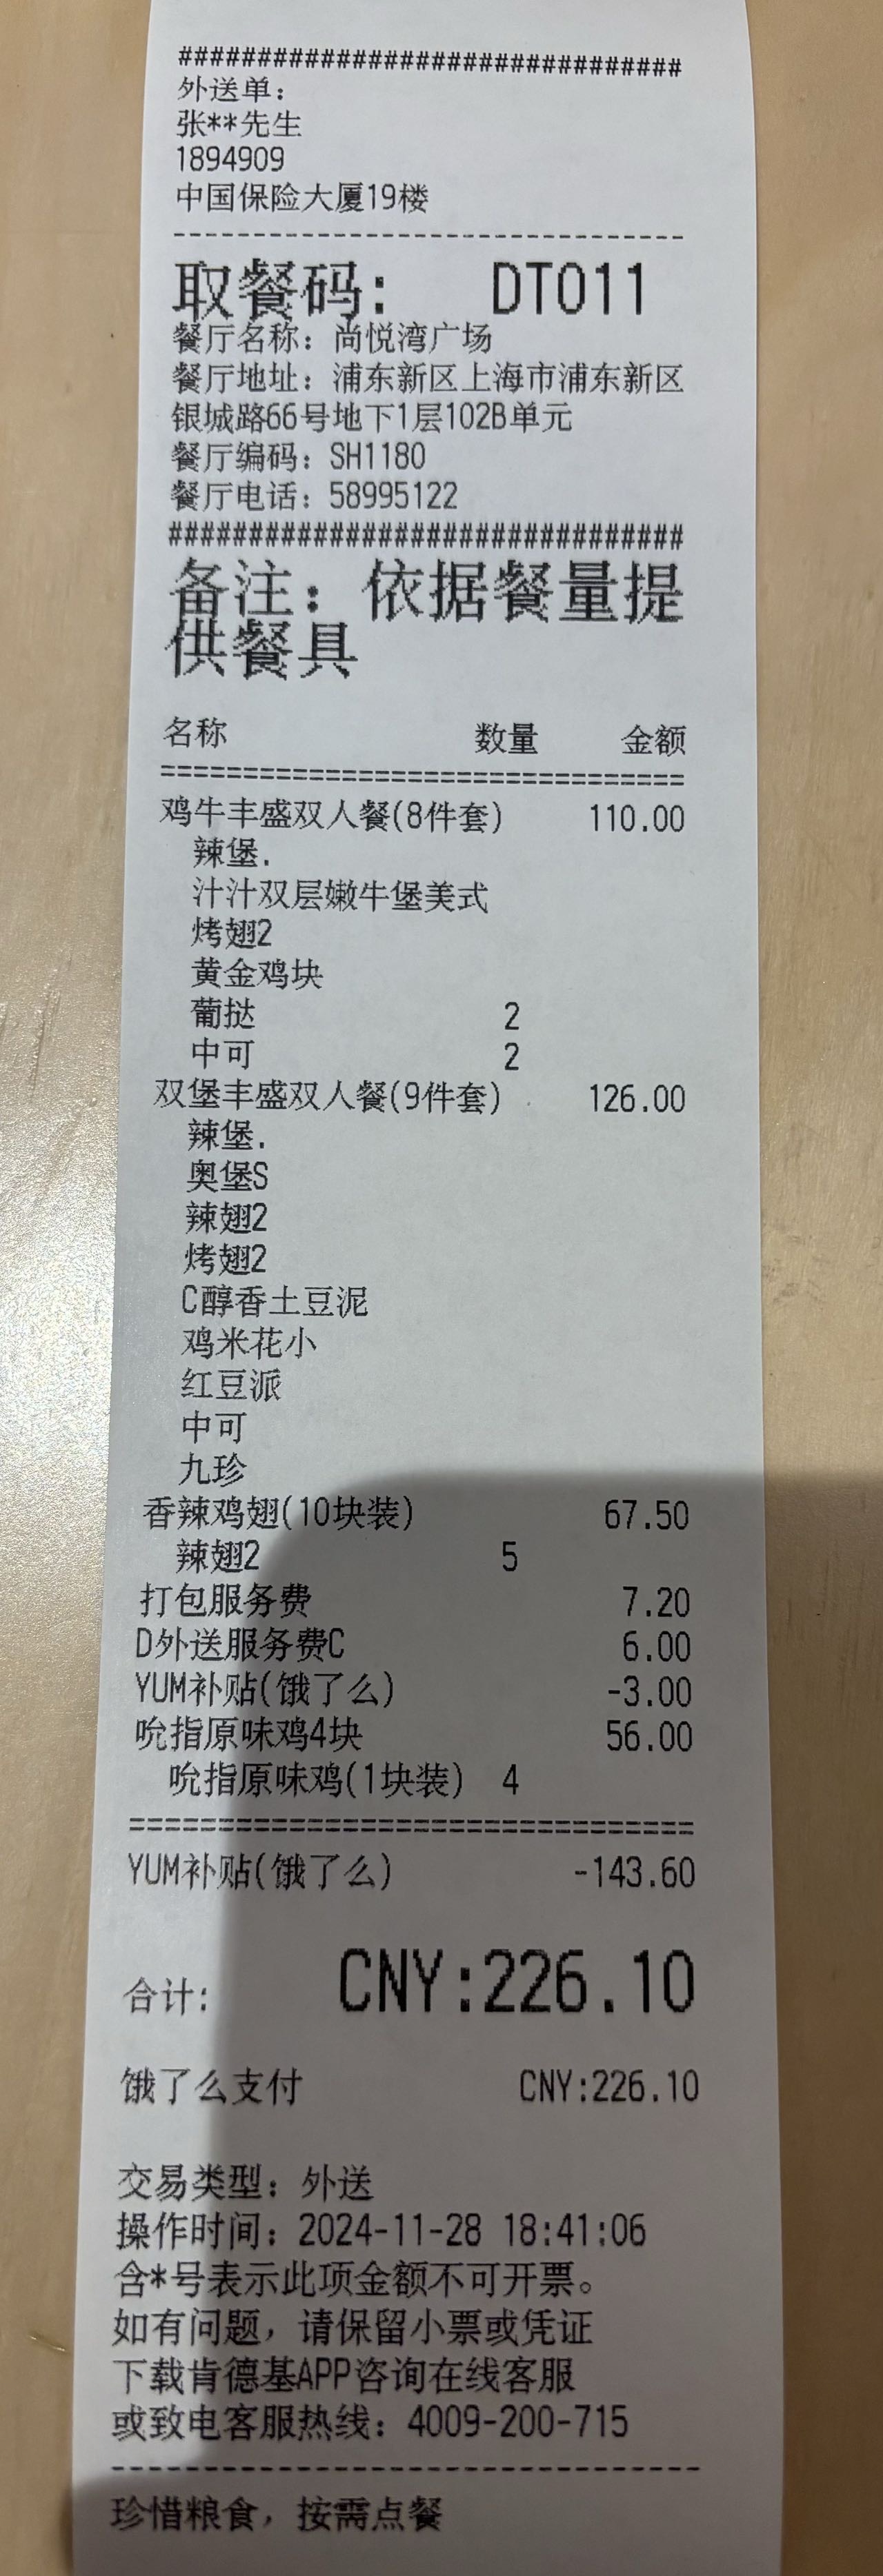 ################################
外送单:
张**先生
1894909
中国保险大厦19楼
--------------------------------
取餐码: DT011
餐厅名称: 尚悦湾广场
餐厅地址: 浦东新区上海市浦东新区
银城路66号地下1层102B单元
餐厅编码: SH1180
餐厅电话: 58995122
################################
备注: 依据餐量提
供餐具
名称 数量 金额
================================
鸡牛丰盛双人餐(8件套) 110.00
辣堡.
汁汁双层嫩牛堡美式
烤翅2
黄金鸡块
葡挞 2
中可 2
双堡丰盛双人餐(9件套) 126.00
辣堡.
奥堡S
辣翅2
烤翅2
C醇香土豆泥
鸡米花小
红豆派
中可
九珍
香辣鸡翅(10块装) 67.50
辣翅2 5
打包服务费 7.20
D外送服务费C 6.00
YUM补贴(饿了么) -3.00
吮指原味鸡4块 56.00
吮指原味鸡(1块装) 4
================================
YUM补贴(饿了么) -143.60
合计: CNY:226.10
饿了么支付 CNY:226.10
交易类型: 外送
操作时间: 2024-11-28 18:41:06
含*号表示此项金额不可开票。
如有问题, 请保留小票或凭证
下载肯德基APP咨询在线客服
或致电客服热线: 4009-200-715
--------------------------------
珍惜粮食, 按需点餐